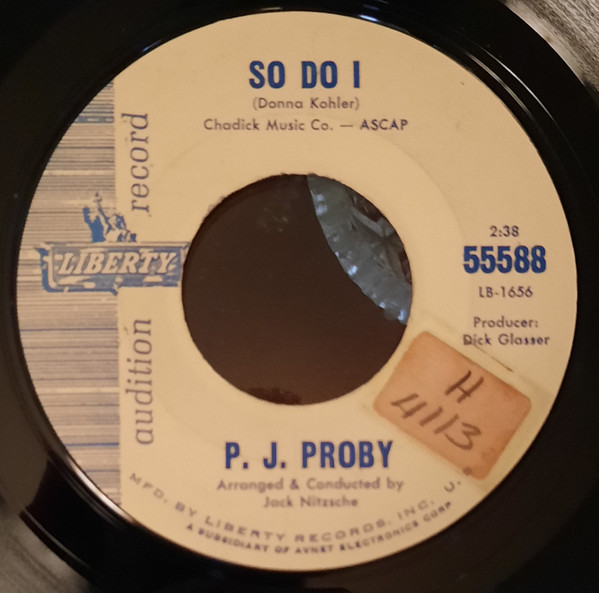 SO DO I
(Donna Kohler)
Chadick Music Co. — ASCAP
audition record
LIBERTY
2:38
55588
LB-1656
Producer:
Dick Glasser
H
4113
P. J. PROBY
Arranged & Conducted by
Jack Nitzsche
MFD. BY LIBERTY RECORDS, INC. U.
A SUBSIDIARY OF AVNET ELECTRONICS CORP.